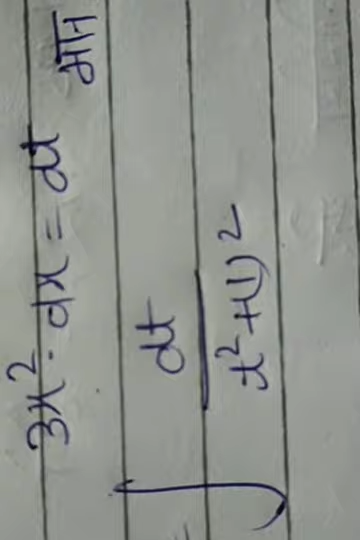 3x². dx = dt मान
∫ dt / t² + (1)²